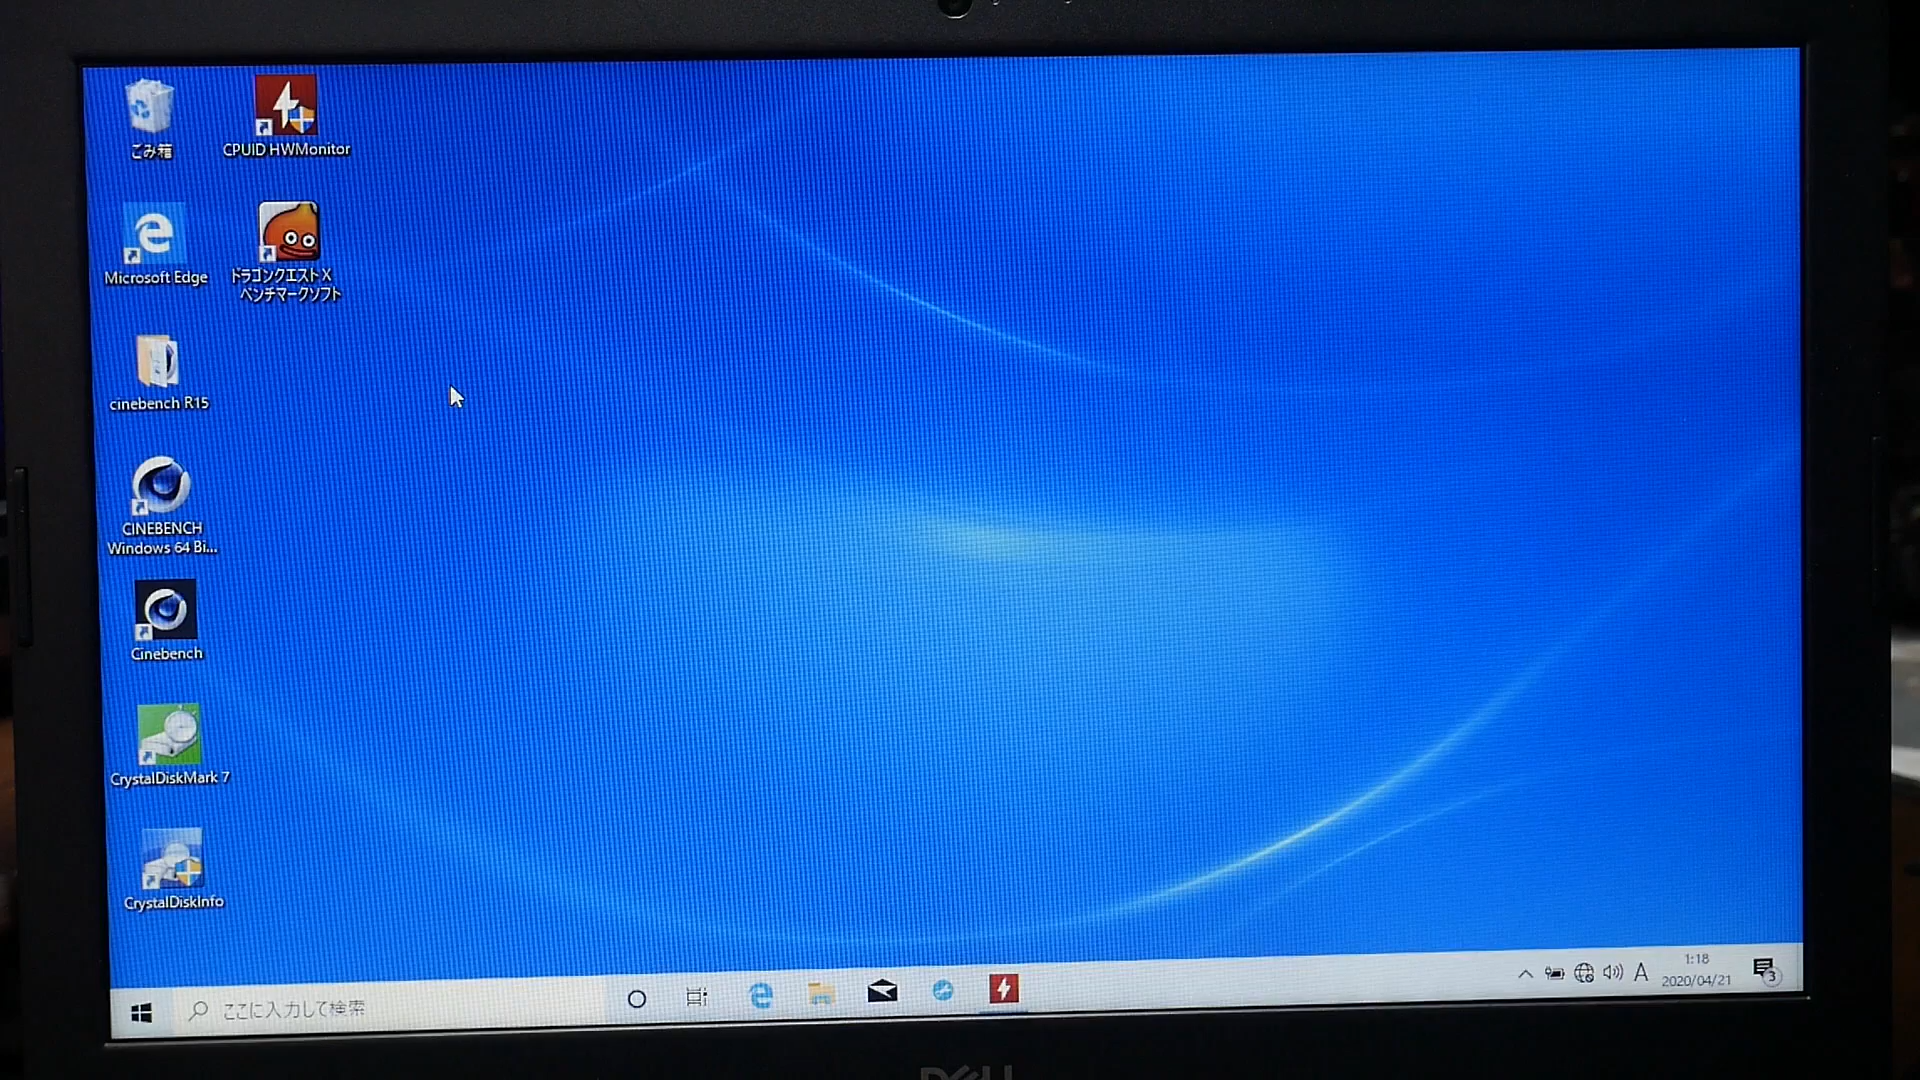 ごみ箱
CPUID HWMonitor
Microsoft Edge
ドラゴンクエストX
ベンチマークソフト
cinebench R15
CINEBENCH
Windows 64 Bi...
Cinebench
CrystalDiskMark 7
CrystalDiskInfo
ここに入力して検索
A
1:18
2020/04/21
3
DELL